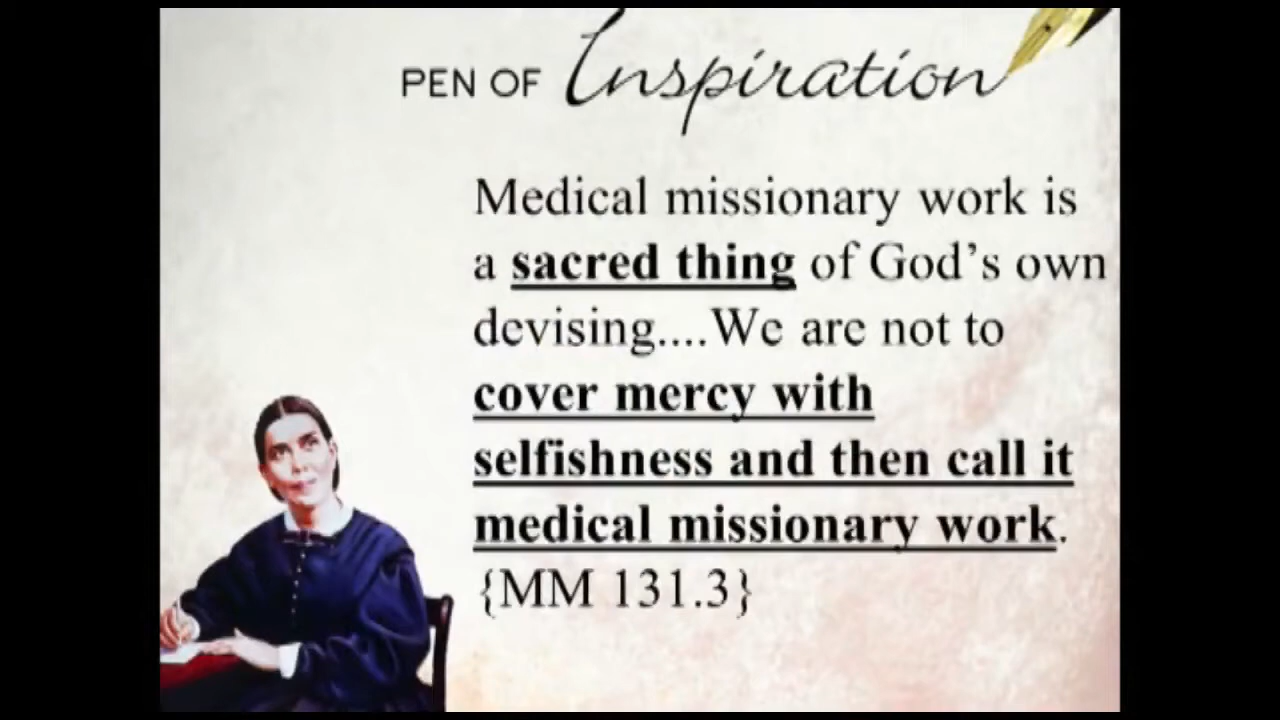 PEN OF Inspiration
Medical missionary work is
a sacred thing of God's own
devising....We are not to
cover mercy with
selfishness and then call it
medical missionary work.
{MM 131.3}